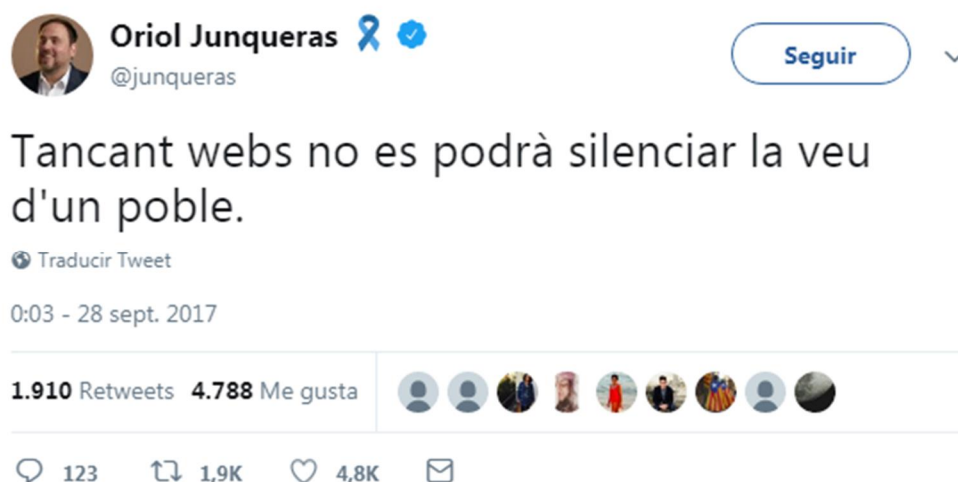 Oriol Junqueras
@junqueras
Seguir
Tancant webs no es podrà silenciar la veu
d'un poble.
Traducir Tweet
0:03 - 28 sept. 2017
1.910 Retweets 4.788 Me gusta
123 1,9K 4,8K